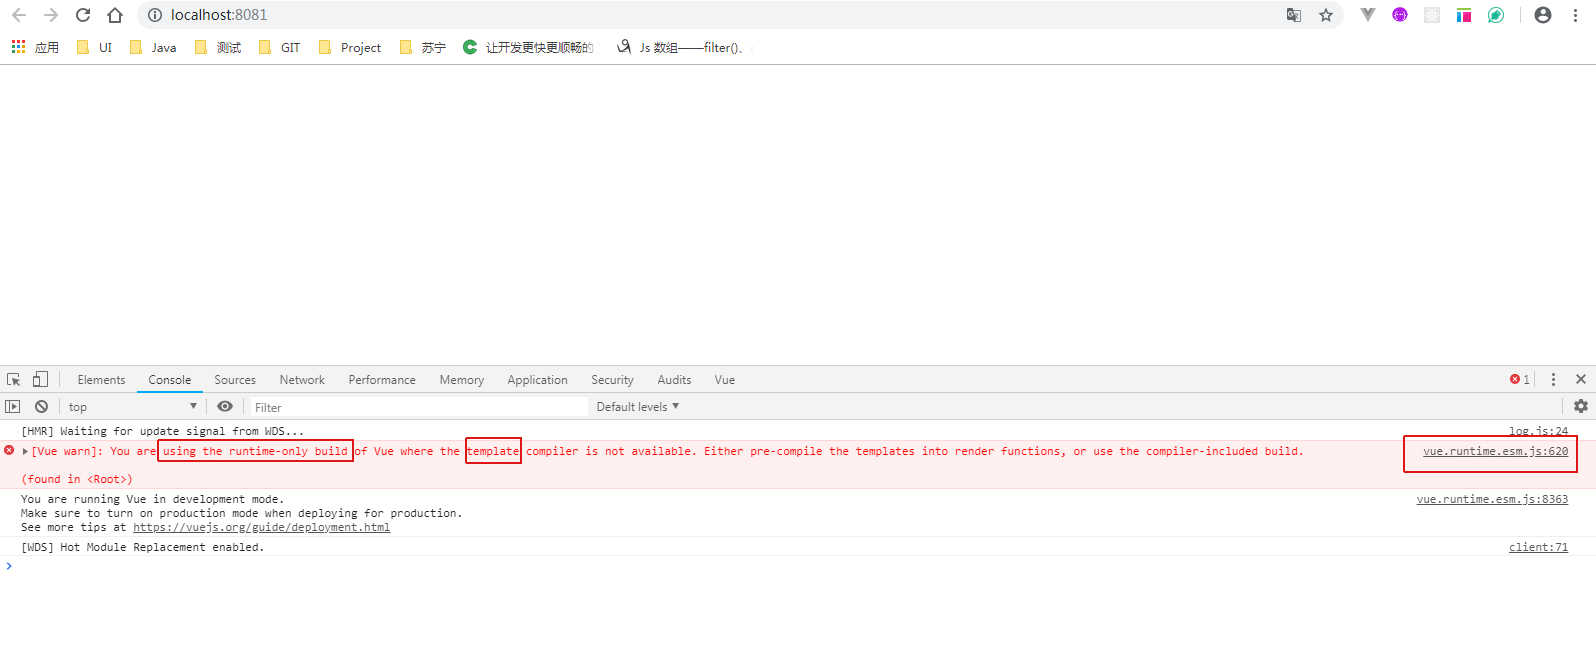 localhost:8081
应用 UI Java 测试 GIT Project 苏宁 让开发更快更顺畅的 Js 数组——filter()、
Elements Console Sources Network Performance Memory Application Security Audits Vue 1
top Filter Default levels
[HMR] Waiting for update signal from WDS... log.js:24
[Vue warn]: You are using the runtime-only build of Vue where the template compiler is not available. Either pre-compile the templates into render functions, or use the compiler-included build. vue.runtime.esm.js:620
(found in <Root>)
You are running Vue in development mode. vue.runtime.esm.js:8363
Make sure to turn on production mode when deploying for production.
See more tips at https://vuejs.org/guide/deployment.html
[WDS] Hot Module Replacement enabled. client:71